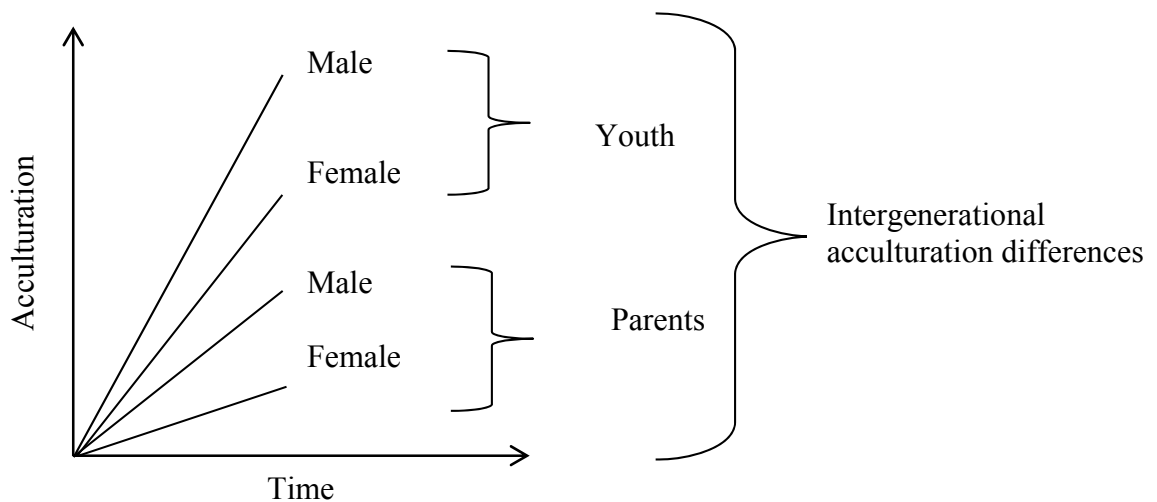 Male
Youth
Female
Acculturation
Intergenerational
acculturation differences
Male
Parents
Female
Time